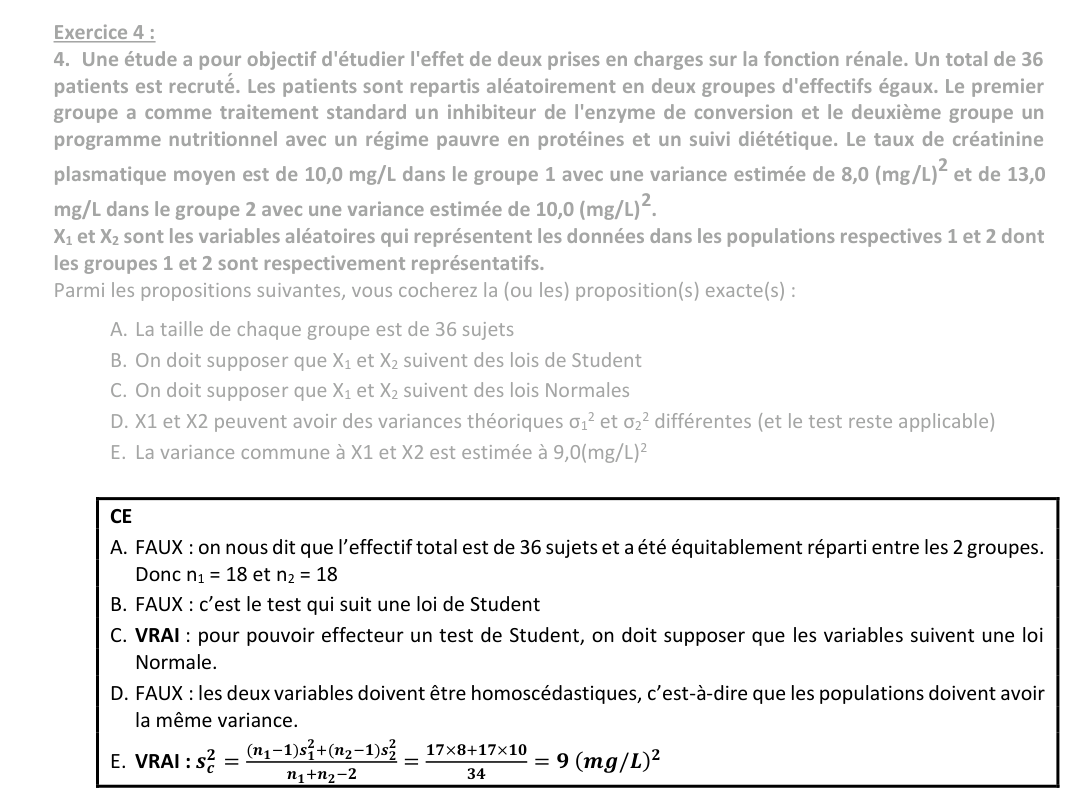 Exercice 4 :
4. Une étude a pour objectif d'étudier l'effet de deux prises en charges sur la fonction rénale. Un total de 36
patients est recruté́. Les patients sont repartis aléatoirement en deux groupes d'effectifs égaux. Le premier
groupe a comme traitement standard un inhibiteur de l'enzyme de conversion et le deuxième groupe un
programme nutritionnel avec un régime pauvre en protéines et un suivi diététique. Le taux de créatinine
plasmatique moyen est de 10,0 mg/L dans le groupe 1 avec une variance estimée de 8,0 (mg/L)² et de 13,0
mg/L dans le groupe 2 avec une variance estimée de 10,0 (mg/L)².
X₁ et X₂ sont les variables aléatoires qui représentent les données dans les populations respectives 1 et 2 dont
les groupes 1 et 2 sont respectivement représentatifs.
Parmi les propositions suivantes, vous cocherez la (ou les) proposition(s) exacte(s) :
A. La taille de chaque groupe est de 36 sujets
B. On doit supposer que X₁ et X₂ suivent des lois de Student
C. On doit supposer que X₁ et X₂ suivent des lois Normales
D. X1 et X2 peuvent avoir des variances théoriques σ₁² et σ₂² différentes (et le test reste applicable)
E. La variance commune à X1 et X2 est estimée à 9,0(mg/L)²
CE
A. FAUX : on nous dit que l’effectif total est de 36 sujets et a été équitablement réparti entre les 2 groupes.
Donc n₁ = 18 et n₂ = 18
B. FAUX : c’est le test qui suit une loi de Student
C. VRAI : pour pouvoir effecteur un test de Student, on doit supposer que les variables suivent une loi
Normale.
D. FAUX : les deux variables doivent être homoscédastiques, c’est-à-dire que les populations doivent avoir
la même variance.
E. VRAI : s_c² = ((n₁−1)s₁²+(n₂−1)s₂²)/(n₁+n₂−2) = (17×8+17×10)/34 = 9 (mg/L)²